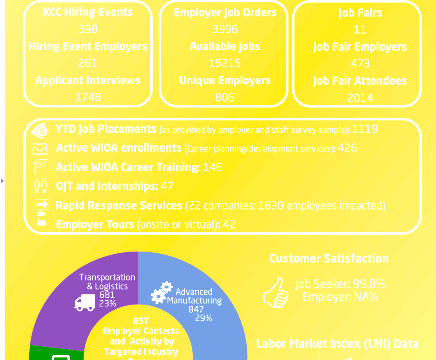 KCC Hiring Events
398
Hiring Event Employers
261
Applicant Interviews
1748
Employer Job Orders
3996
Available Jobs
15215
Unique Employers
806
Job Fairs
11
Job Fair Employers
473
Job Fair Attendees
2014
YTD Job Placements (as provided by employer and staff survey sample): 1119
Active WIOA enrollments (Career planning/development services): 426
Active WIOA Career Training: 146
OJT and Internships: 47
Rapid Response Services (22 companies; 1830 employees impacted)
Employer Tours (onsite or virtual): 42
Transportation
& Logistics
681
23%
Advanced
Manufacturing
847
29%
BST
Employer Contacts
and Activity by
Targeted Industry
Customer Satisfaction
Job Seeker: 99.8%
Employer: NA%
Labor Market Index (LMI) Data